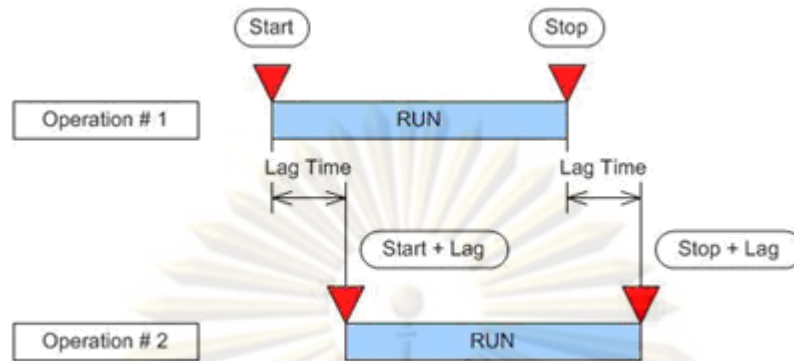 Start
Stop
Operation # 1
RUN
Lag Time
Lag Time
Start + Lag
Stop + Lag
Operation # 2
RUN